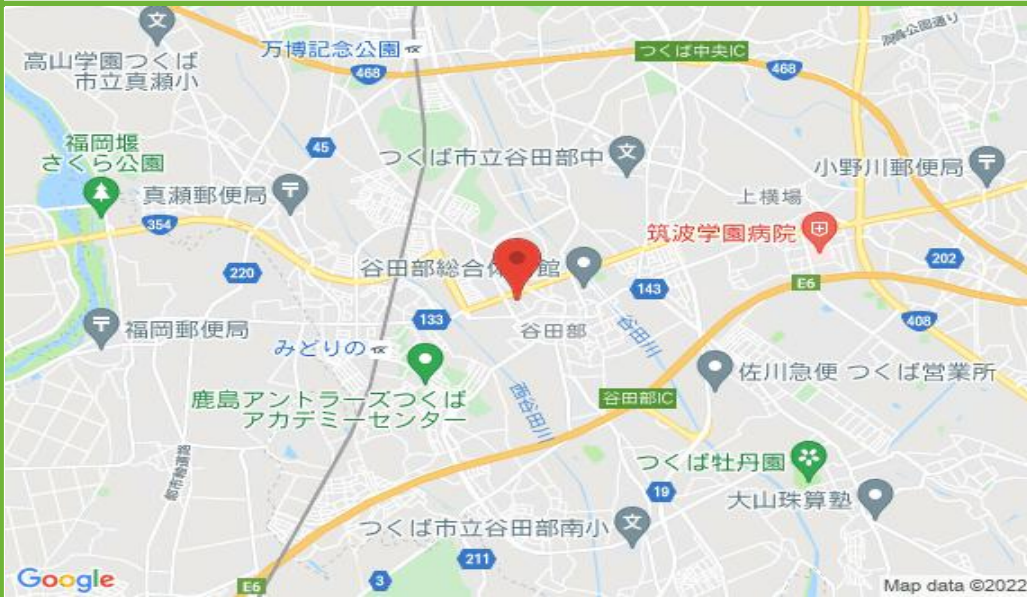 高山学園つくば
市立真瀬小
万博記念公園
468
つくば中央IC
468
福岡堰
さくら公園
45
つくば市立谷田部中
小野川郵便局
真瀬郵便局
上横場
354
筑波学園病院
220
谷田部総合体
館
143
202
E6
福岡郵便局
133
谷田部
谷田川
408
みどりの
佐川急便 つくば営業所
鹿島アントラーズつくば
アカデミーセンター
西谷田川
谷田部IC
つくば牡丹園
19
大山珠算塾
つくば市立谷田部南小
211
3
E6
Google
Map data ©2022